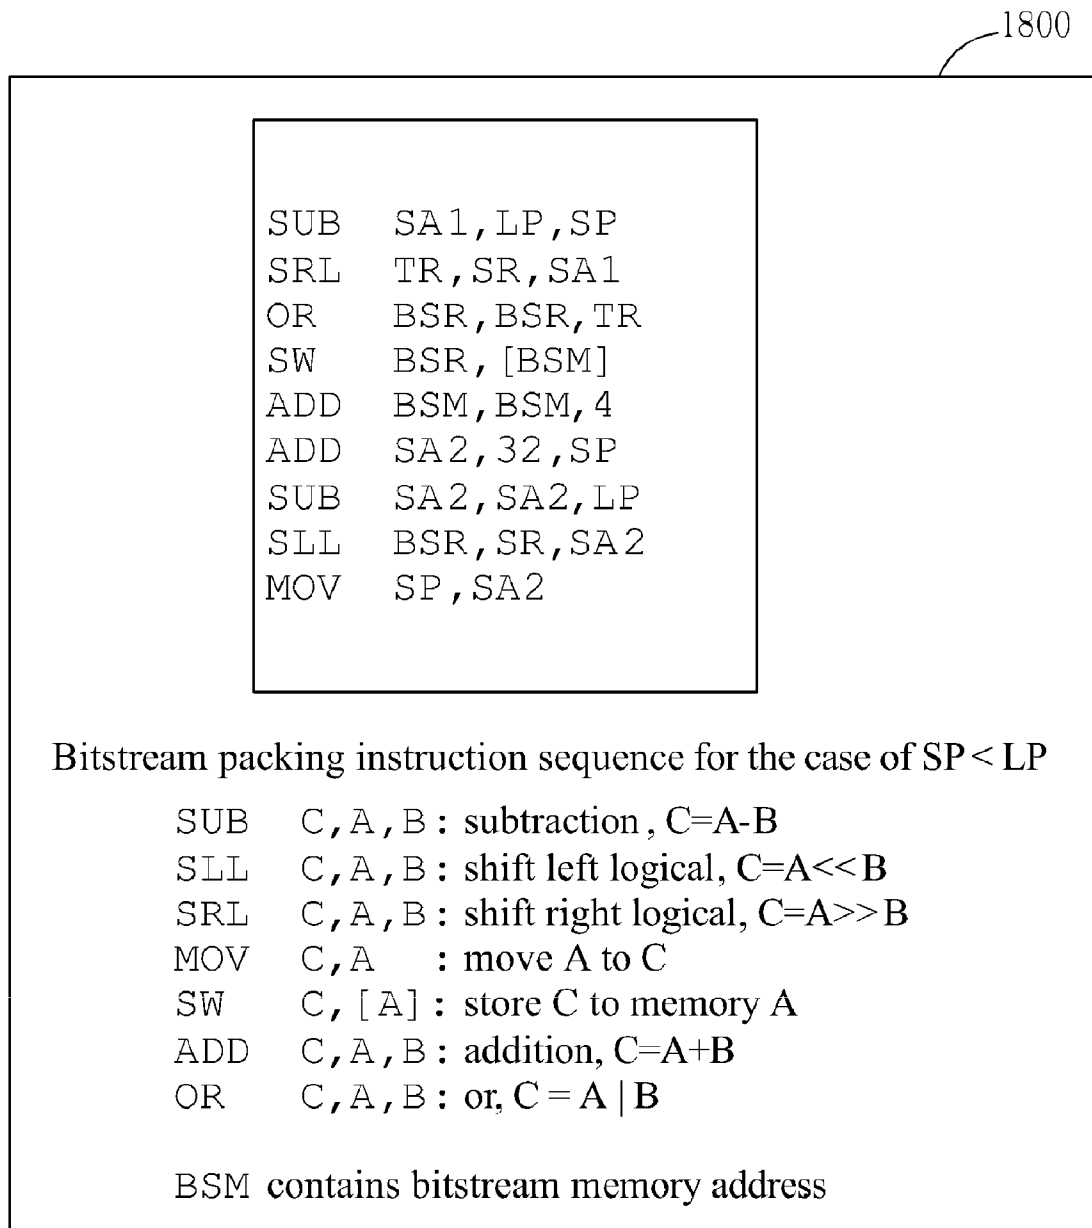 1800
SUB SA1,LP,SP
SRL TR,SR,SA1
OR BSR,BSR,TR
SW BSR,[BSM]
ADD BSM,BSM,4
ADD SA2,32,SP
SUB SA2,SA2,LP
SLL BSR,SR,SA2
MOV SP,SA2
Bitstream packing instruction sequence for the case of SP < LP
SUB C,A,B: subtraction, C=A-B
SLL C,A,B: shift left logical, C=A<<B
SRL C,A,B: shift right logical, C=A>>B
MOV C,A : move A to C
SW C,[A]: store C to memory A
ADD C,A,B: addition, C=A+B
OR C,A,B: or, C = A | B
BSM contains bitstream memory address